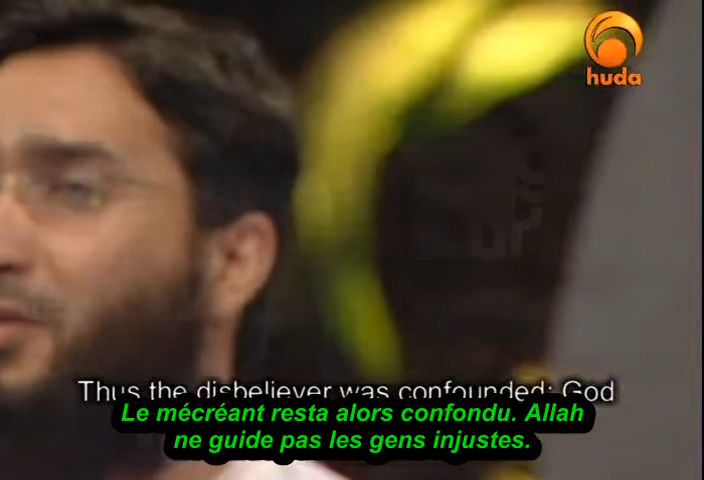 huda
Thus the disbeliever was confounded; God
Le mécréant resta alors confondu. Allah
ne guide pas les gens injustes.